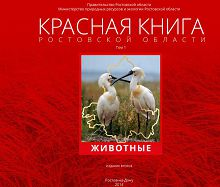 Правительство Ростовской области
Министерство природных ресурсов и экологии Ростовской области
КРАСНАЯ КНИГА
РОСТОВСКОЙ ОБЛАСТИ
Том 1
ЖИВОТНЫЕ
ИЗДАНИЕ ВТОРОЕ
Ростов-на-Дону
2014